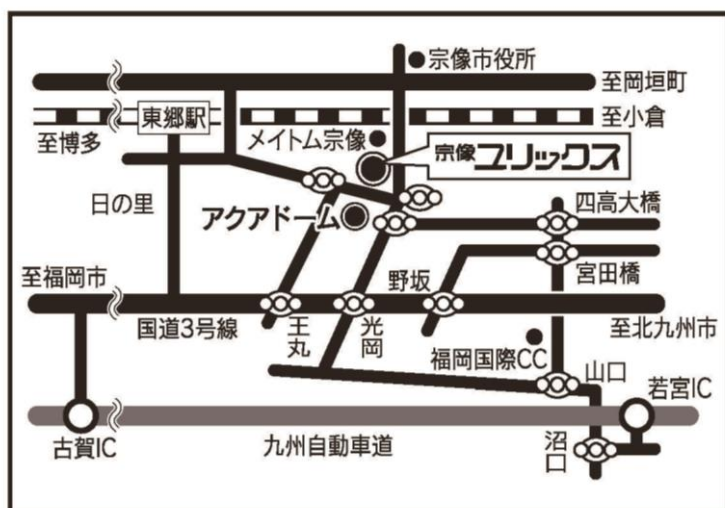 宗像市役所
至岡垣町
東郷駅
至小倉
至博多
メイトム宗像
宗像 ユリックス
日の里
アクアドーム
四高大橋
宮田橋
至福岡市
野坂
国道3号線
王丸
光岡
至北九州市
福岡国際CC
山口
若宮IC
古賀IC
九州自動車道
沼口